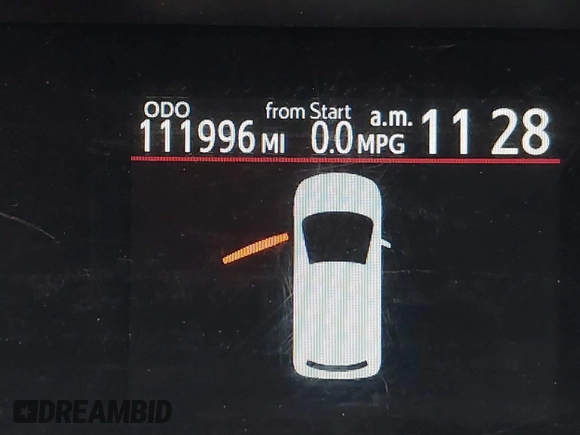 ODO from Start a.m. 11 28
111996 MI 0.0 MPG
DREAMBID